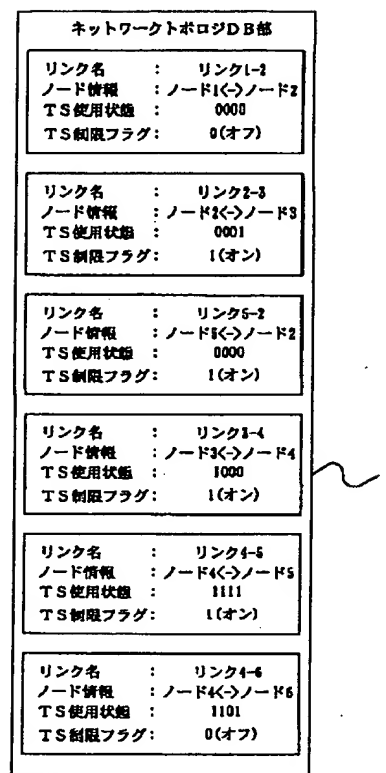 ネットワークトポロジDB部
リンク名 : リンク1-2
ノード情報 : ノード1<->ノード2
TS使用状態 : 0000
TS制限フラグ: 0(オフ)
リンク名 : リンク2-3
ノード情報 : ノード2<->ノード3
TS使用状態 : 0001
TS制限フラグ: 1(オン)
リンク名 : リンク5-2
ノード情報 : ノード5<->ノード2
TS使用状態 : 0000
TS制限フラグ: 1(オン)
リンク名 : リンク3-4
ノード情報 : ノード3<->ノード4
TS使用状態 : 1000
TS制限フラグ: 1(オン)
リンク名 : リンク4-5
ノード情報 : ノード4<->ノード5
TS使用状態 : 1111
TS制限フラグ: 1(オン)
リンク名 : リンク4-6
ノード情報 : ノード4<->ノード6
TS使用状態 : 1101
TS制限フラグ: 0(オフ)